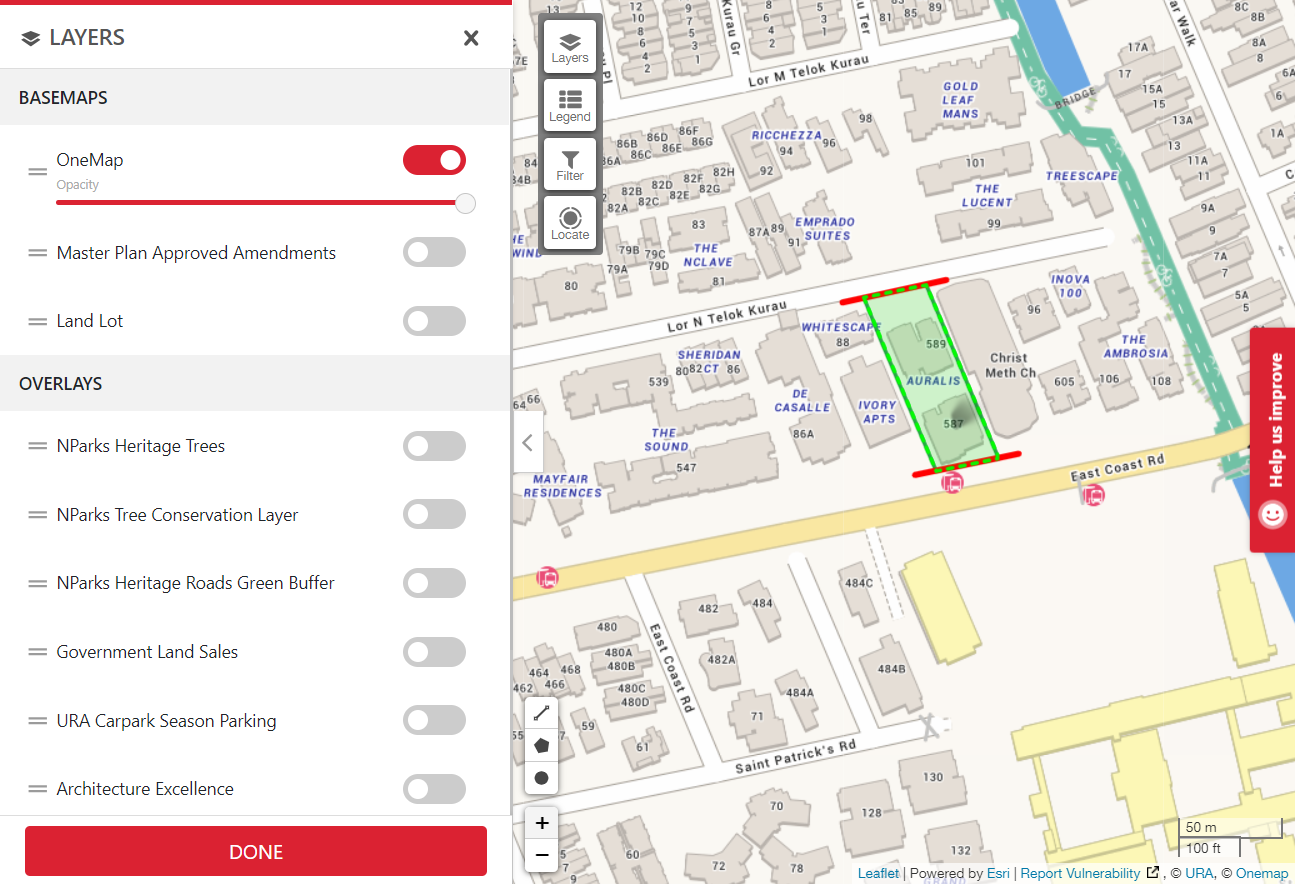 LAYERS
BASEMAPS
OneMap
Opacity
Master Plan Approved Amendments
Land Lot
OVERLAYS
NParks Heritage Trees
NParks Tree Conservation Layer
NParks Heritage Roads Green Buffer
Government Land Sales
URA Carpark Season Parking
Architecture Excellence
DONE
Layers
Legend
Filter
Locate
Kurau Gr
Lor M Telok Kurau
GOLD
LEAF
MANS
BRIDGE
17A
17
15A
15
13A
13
11A
11
9A
9
7A
7
5A
5
8C
8B
8A
8
6
1A
81
85
89
86B
86D
86F
86C
86E
86G
86A
82B
82D
82F
82H
82A
82C
82E
82G
RICCHEZZA
94
96
98
92
101
THE
LUCENT
99
TREESCAPE
83
THE
NCLAVE
81
87A
89
91
EMPRADO
SUITES
79B
79C
79A
79D
80
Lor N Telok Kurau
INOVA
100
96
WHITESCAPE
88
589
AURALIS
587
Christ
Meth Ch
THE
AMBROSIA
605
106
108
SHERIDAN
80
82
CT
86
539
DE
CASALLE
86A
IVORY
APTS
64
66
THE
SOUND
547
MAYFAIR
RESIDENCES
East Coast Rd
484C
482
484
480
480A
480B
482A
480C
480D
464
468
462
466
East Coast Rd
484A
484B
59
61
71
Saint Patrick's Rd
130
128
132
70
72
78
60
Help us improve
+
−
50 m
100 ft
Leaflet | Powered by Esri | Report Vulnerability , © URA, © Onemap